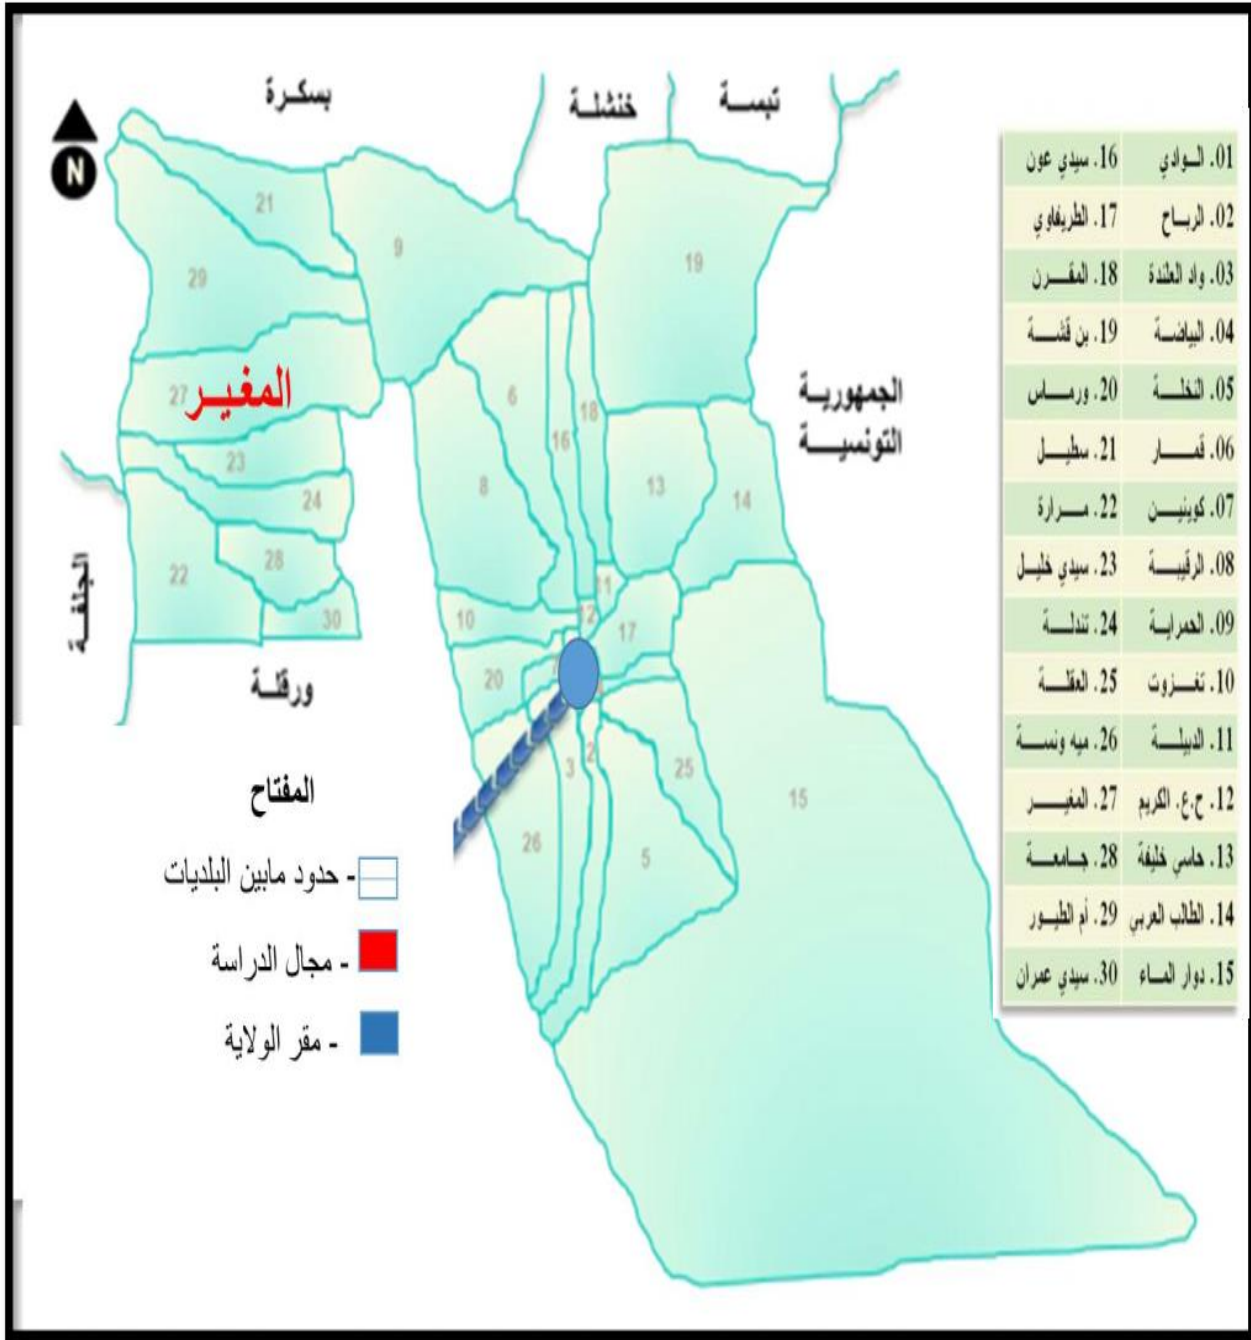 بسكرة
خنشلة
تبسة
N
21
9
19
29
27
المغير
6
16
18
الجمهورية
التونسية
23
8
13
14
24
28
22
30
الجلفة
ورقلة
10
11
12
17
20
3
2
25
15
26
5
المفتاح
- حدود مابين البلديات
- مجال الدراسة
- مقر الولاية
01. الوادي
16. سيدي عون
02. الرباح
17. الطريفاوي
03. واد العلندة
18. المقرن
04. البياضة
19. بن قشة
05. النخلة
20. ورماس
06. قمار
21. سطيل
07. كوينين
22. مرارة
08. الرقيبة
23. سيدي خليل
09. الحمراية
24. تندلة
10. تغزوت
25. العقلة
11. الدبيلة
26. ميه ونسة
12. ح.ع. الكريم
27. المغير
13. حاسي خليفة
28. جامعة
14. الطالب العربي
29. أم الطيور
15. دوار الماء
30. سيدي عمران